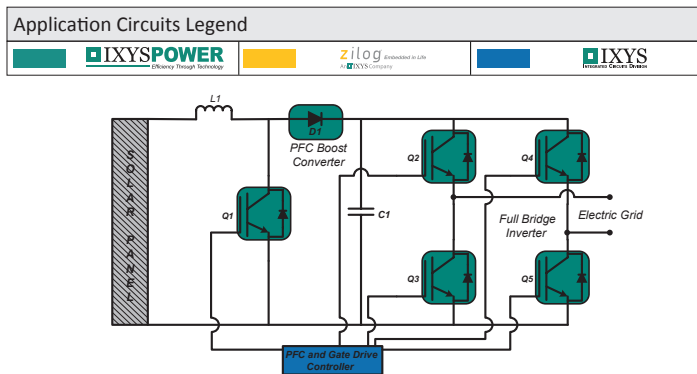 Application Circuits Legend
IXYSPOWER
Efficiency Through Technology
zilog Embedded in Life
An IXYS Company
IXYS
INTEGRATED CIRCUITS DIVISION
L1
D1
PFC Boost
Converter
SOLAR PANEL
Q1
C1
Q2
Q4
Full Bridge
Inverter
Electric Grid
Q3
Q5
PFC and Gate Drive
Controller